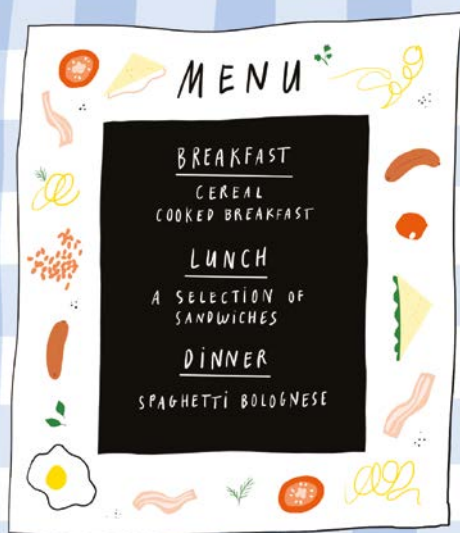 MENU
BREAKFAST
CEREAL
COOKED BREAKFAST
LUNCH
A SELECTION OF
SANDWICHES
DINNER
SPAGHETTI BOLOGNESE